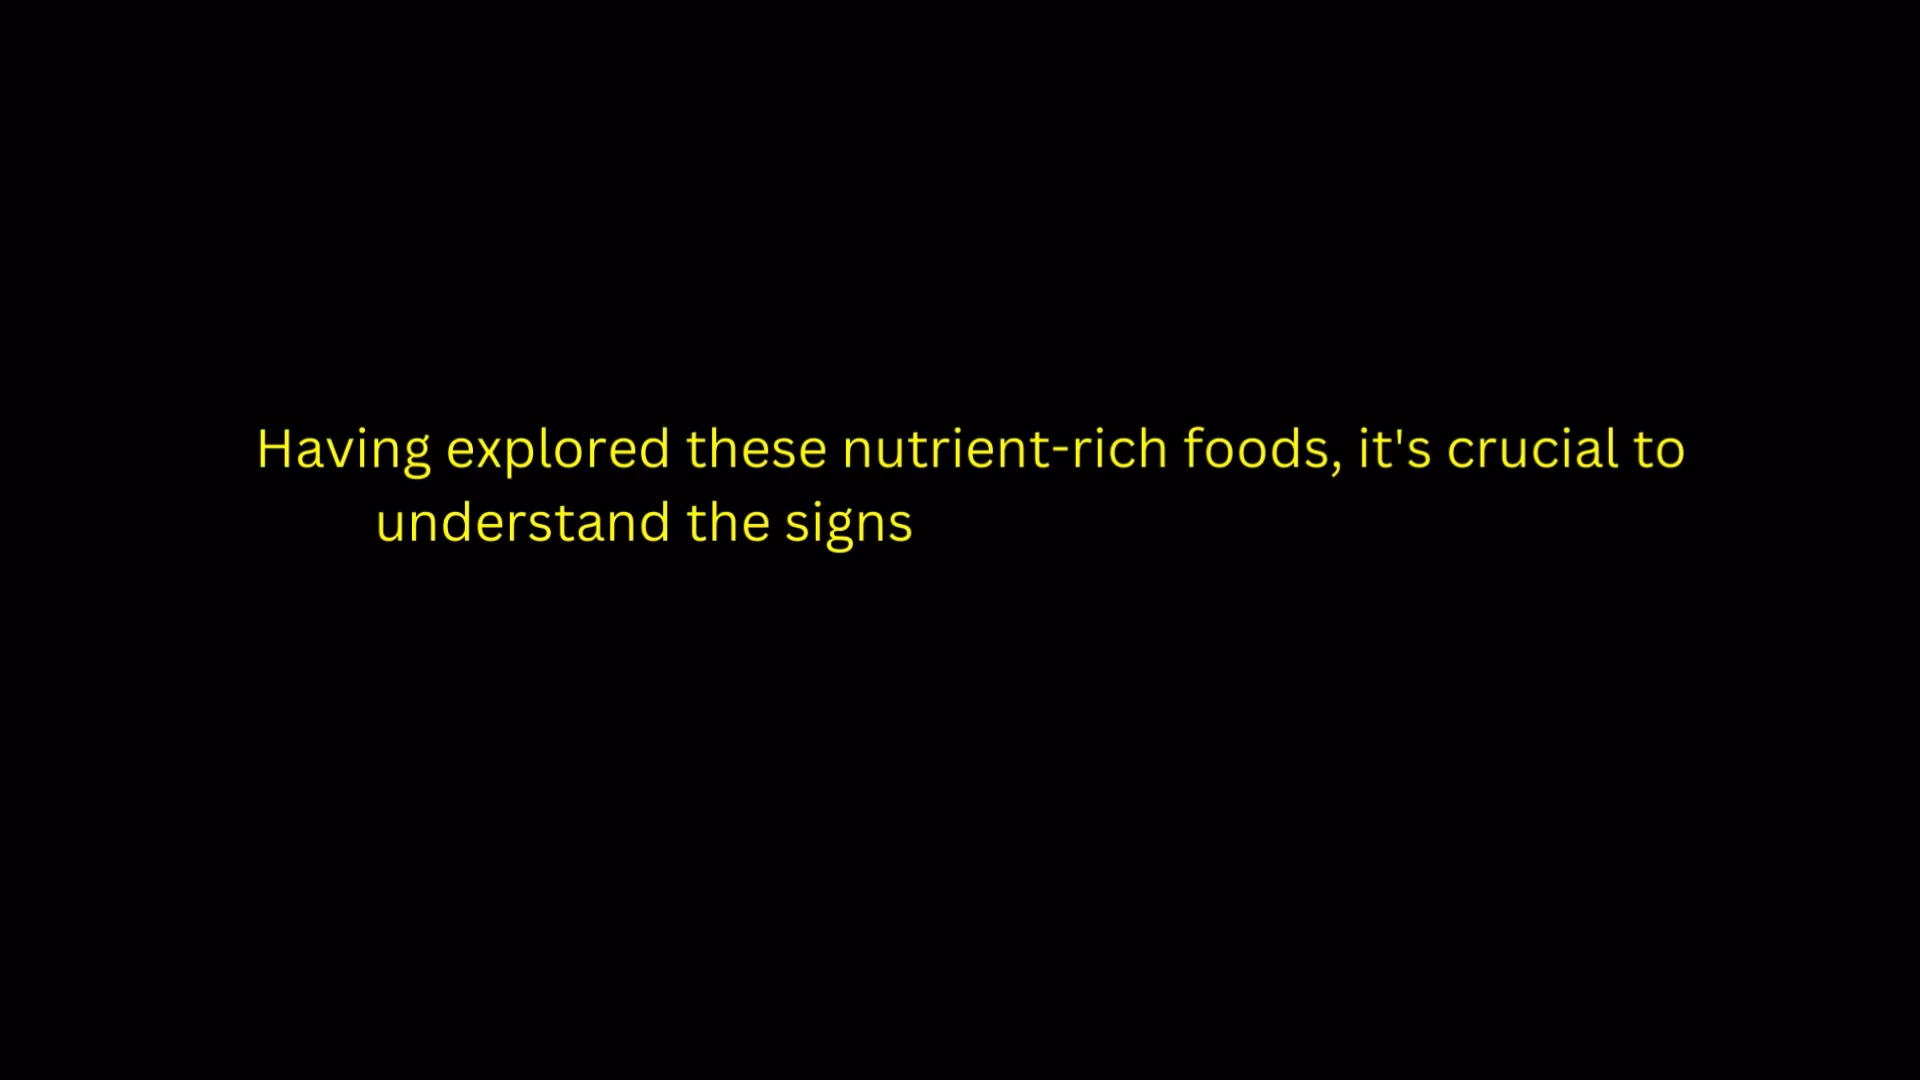 Having explored these nutrient-rich foods, it's crucial to
understand the signs